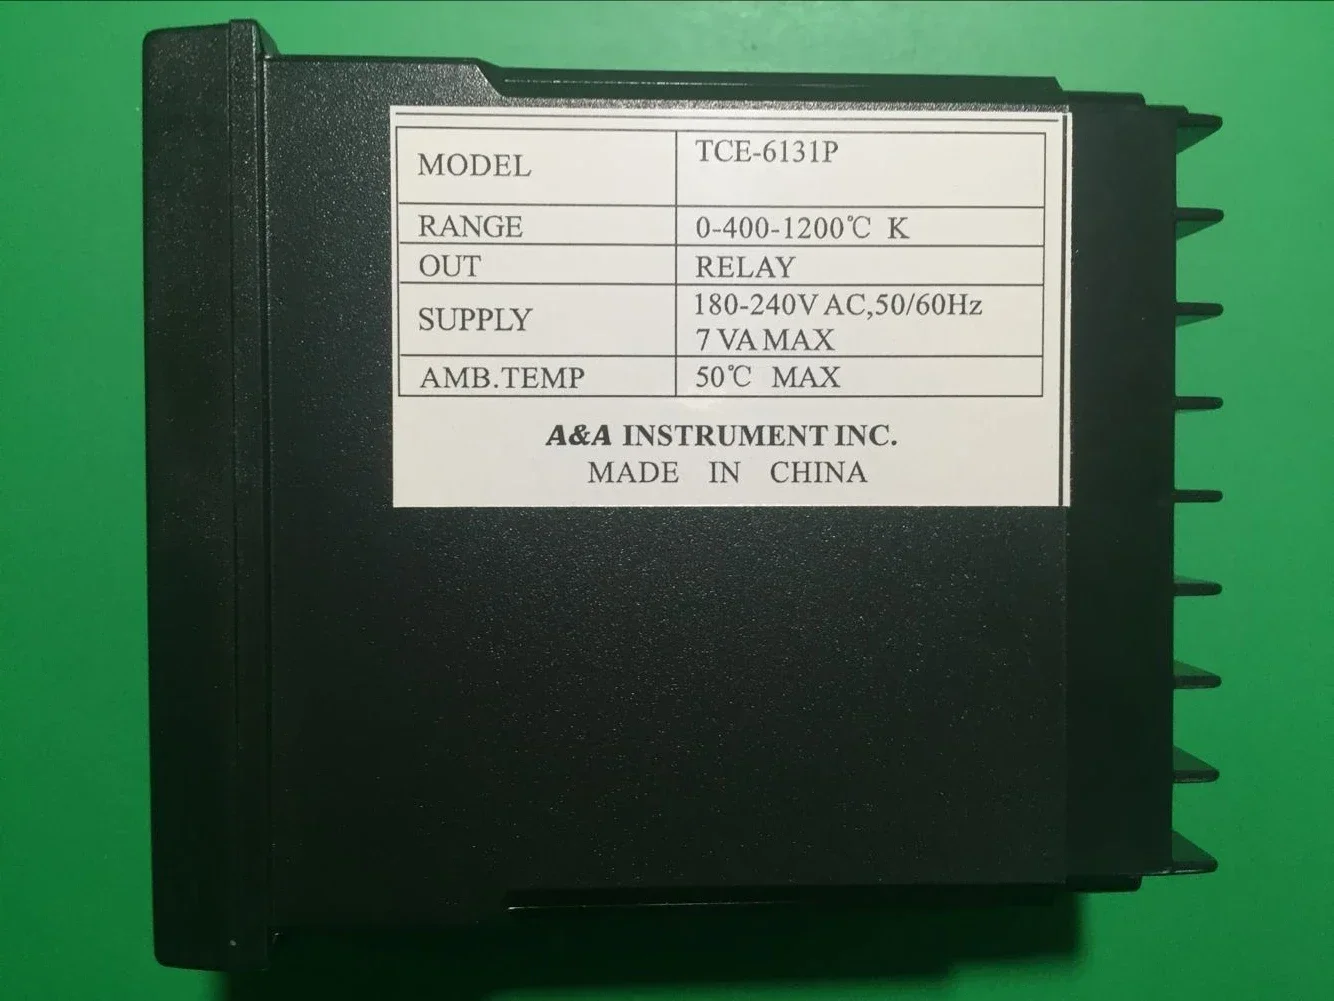 MODEL TCE-6131P
RANGE 0-400-1200℃ K
OUT RELAY
SUPPLY 180-240V AC,50/60Hz
7 VA MAX
AMB.TEMP 50℃ MAX
A&A INSTRUMENT INC.
MADE IN CHINA